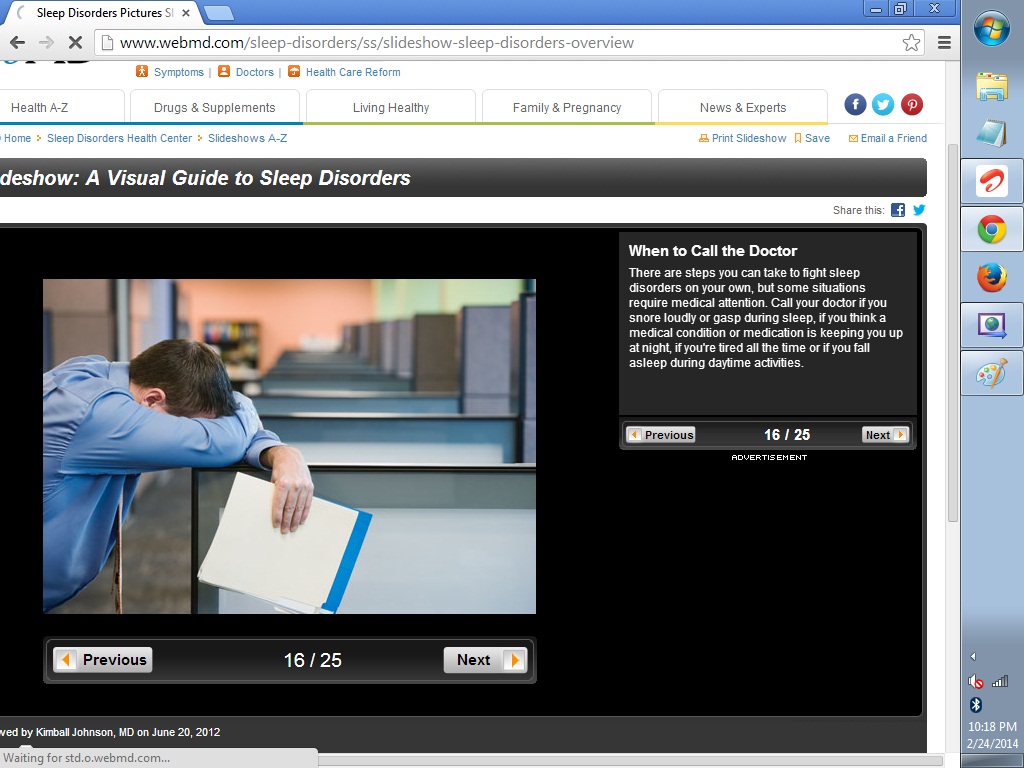 Sleep Disorders Pictures Sl
www.webmd.com/sleep-disorders/ss/slideshow-sleep-disorders-overview
Symptoms | Doctors | Health Care Reform
Health A-Z
Drugs & Supplements
Living Healthy
Family & Pregnancy
News & Experts
Home
Sleep Disorders Health Center
Slideshows A-Z
Print Slideshow
Save
Email a Friend
deshow: A Visual Guide to Sleep Disorders
Share this:
When to Call the Doctor
There are steps you can take to fight sleep
disorders on your own, but some situations
require medical attention. Call your doctor if you
snore loudly or gasp during sleep, if you think a
medical condition or medication is keeping you up
at night, if you're tired all the time or if you fall
asleep during daytime activities.
Previous
16 / 25
Next
ADVERTISEMENT
Previous
16 / 25
Next
wed by Kimball Johnson, MD on June 20, 2012
Waiting for std.o.webmd.com...
10:18 PM
2/24/2014